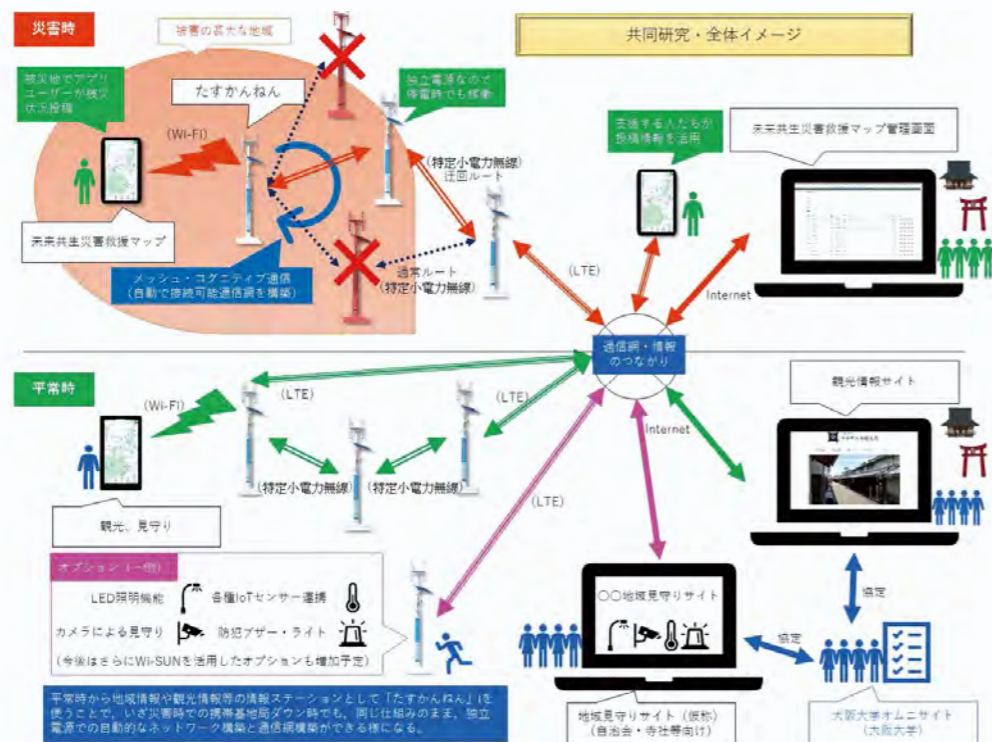 災害時
被害の甚大な地域
共同研究・全体イメージ
被災地でアプリ
ユーザーが被災
状況投稿
たすかんねん
独立電源なので
停電時でも稼働
(Wi-Fi)
(特定小電力無線)
迂回ルート
支援する人たちが
投稿情報を活用
未来共生災害救援マップ管理画面
未来共生災害救援マップ
メッシュ・コグニティブ通信
(自動で接続可能通信網を構築)
通常ルート
(特定小電力無線)
(LTE)
Internet
通信網・情報
のつながり
平常時
(Wi-Fi)
(LTE)
(LTE)
(特定小電力無線)
(特定小電力無線)
観光、見守り
(LTE)
Internet
観光情報サイト
オプション(一例)
LED照明機能
各種IoTセンサー連携
カメラによる見守り
防犯ブザー・ライト
(今後はさらにWi-SUNを活用したオプションも増加予定)
〇〇地域見守りサイト
協定
協定
平常時から地域情報や観光情報等の情報ステーションとして「たすかんねん」を
使うことで、いざ災害時での携帯基地局ダウン時でも、同じ仕組みのまま、独立
電源での自動的なネットワーク構築と通信網構築ができる様になる。
地域見守りサイト(仮称)
(自治会・寺社等向け)
大阪大学オムニサイト
(大阪大学)